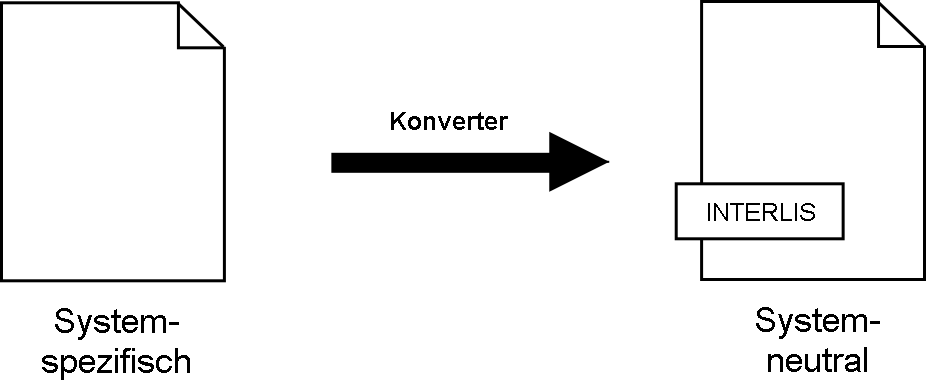 Konverter
INTERLIS
System-
spezifisch
System-
neutral